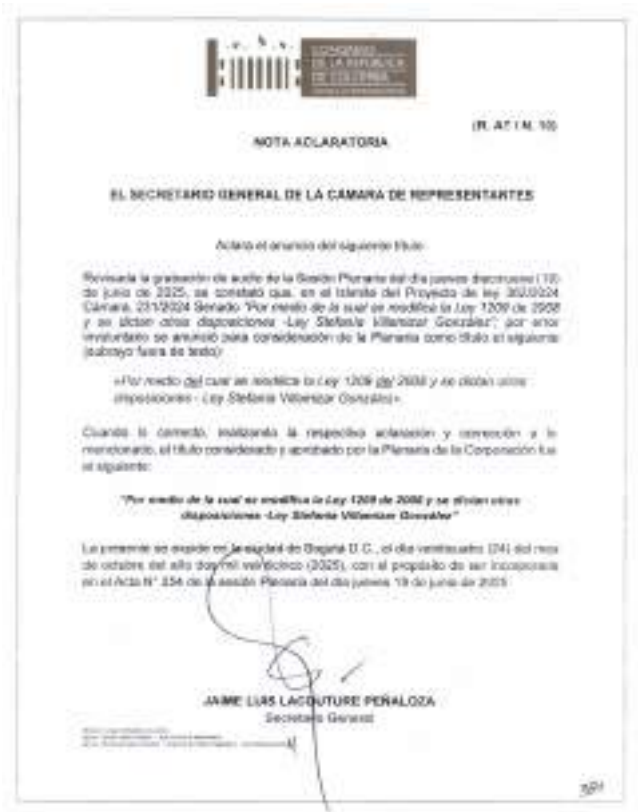 CONGRESO
DE LA REPÚBLICA
DE COLOMBIA
NOTA ACLARATORIA
EL SECRETARIO GENERAL DE LA CÁMARA DE REPRESENTANTES
Aclara el anuncio del siguiente título
Revisada la grabación de audio de la Sesión Plenaria del día jueves diecinueve (19)
de junio de 2025, se constató que, en el trámite del Proyecto de ley 302/2024
Cámara, 231/2024 Senado "Por medio de la cual se modifica la Ley 1209 de 2008
y se dictan otras disposiciones -Ley Stefanía Villamizar González"; por error
involuntario se anunció para consideración de la Plenaria como título el siguiente
(subrayo fuera de texto):
«Por medio del cual se modifica la Ley 1209 del 2008 y se dictan otras
disposiciones - Ley Stefanía Villamizar González».
Cuando lo correcto, realizando la respectiva aclaración y corrección a lo
mencionado, el título considerado y aprobado por la Plenaria de la Corporación fue
el siguiente:
"Por medio de la cual se modifica la Ley 1209 de 2008 y se dictan otras
disposiciones -Ley Stefanía Villamizar González"
La presente se expide en la ciudad de Bogotá D.C., el día veinticuatro (24) del mes
de octubre del año dos mil veinticinco (2025), con el propósito de ser incorporada
en el Acta N° 234 de la sesión Plenaria del día jueves 19 de junio de 2025
JAIME LUIS LACOUTURE PEÑALOZA
Secretario General